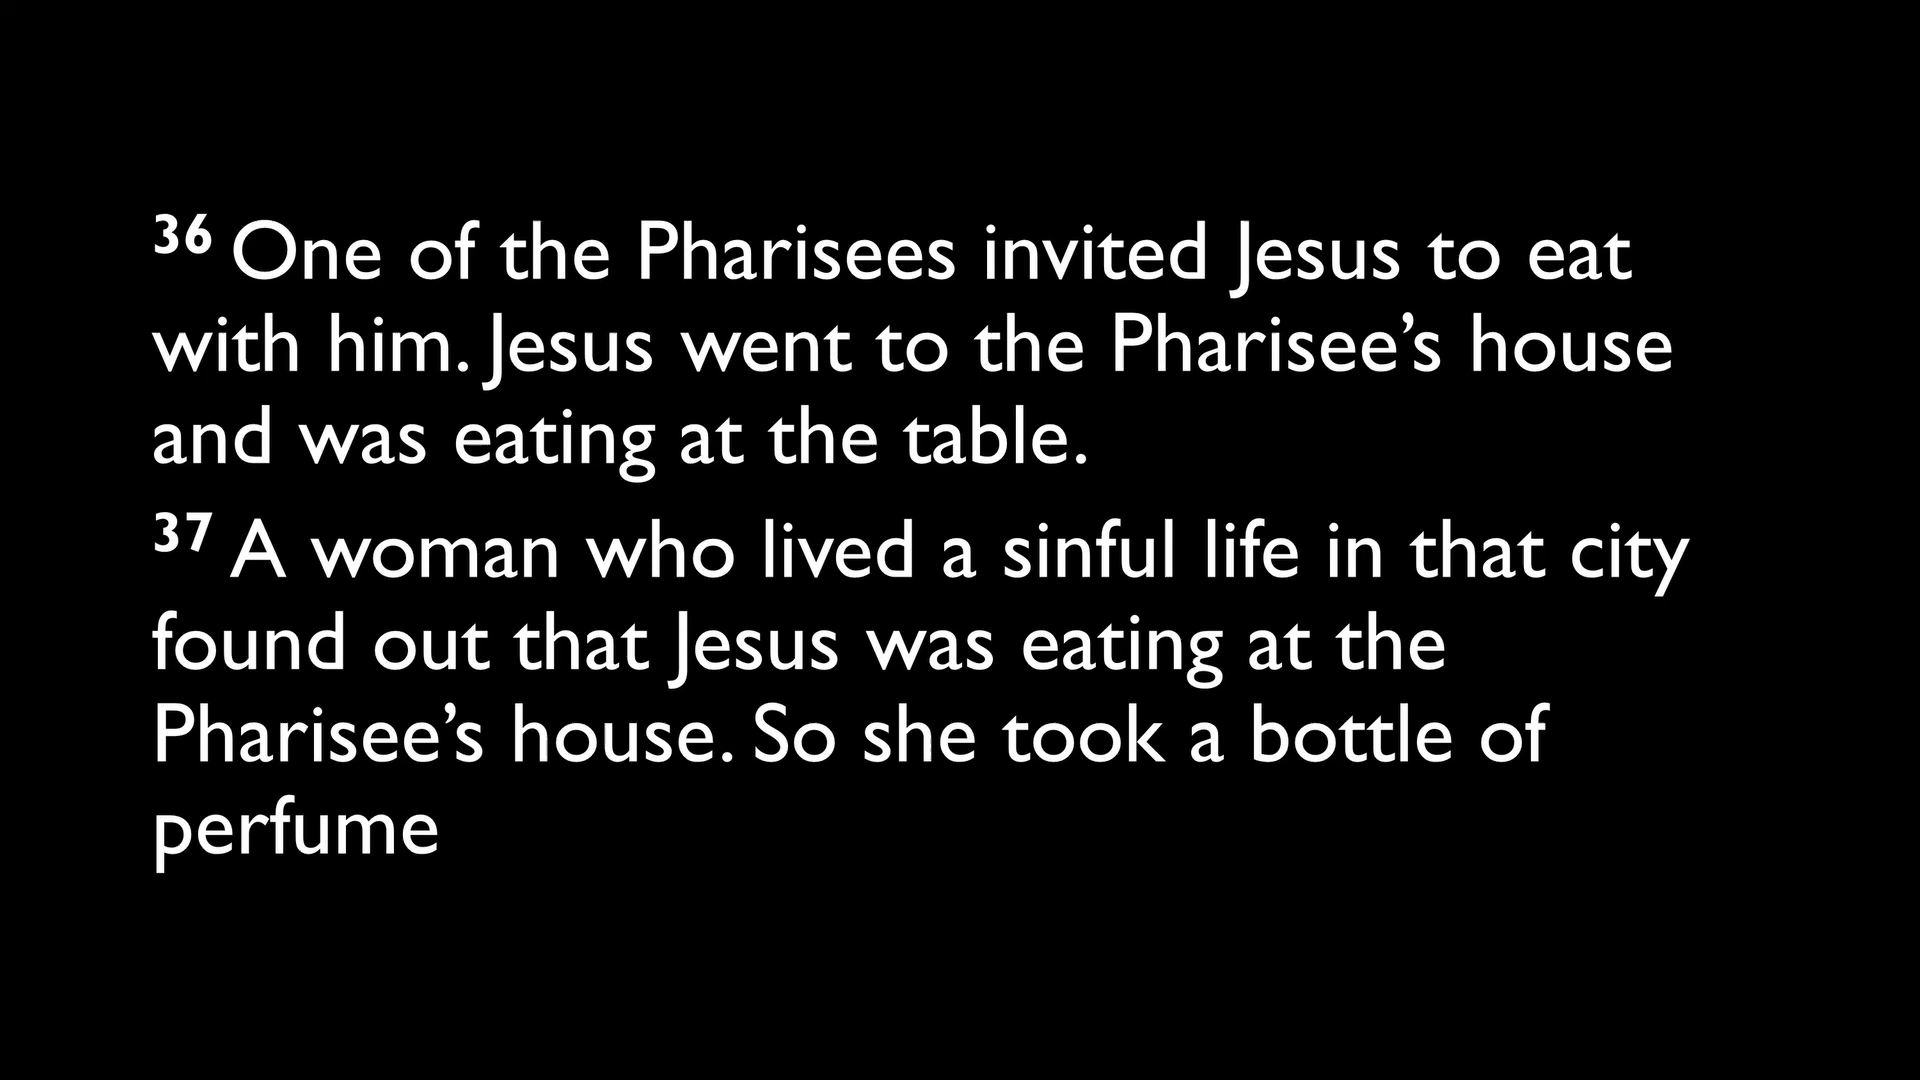 36 One of the Pharisees invited Jesus to eat
with him. Jesus went to the Pharisee’s house
and was eating at the table.
37 A woman who lived a sinful life in that city
found out that Jesus was eating at the
Pharisee’s house. So she took a bottle of
perfume